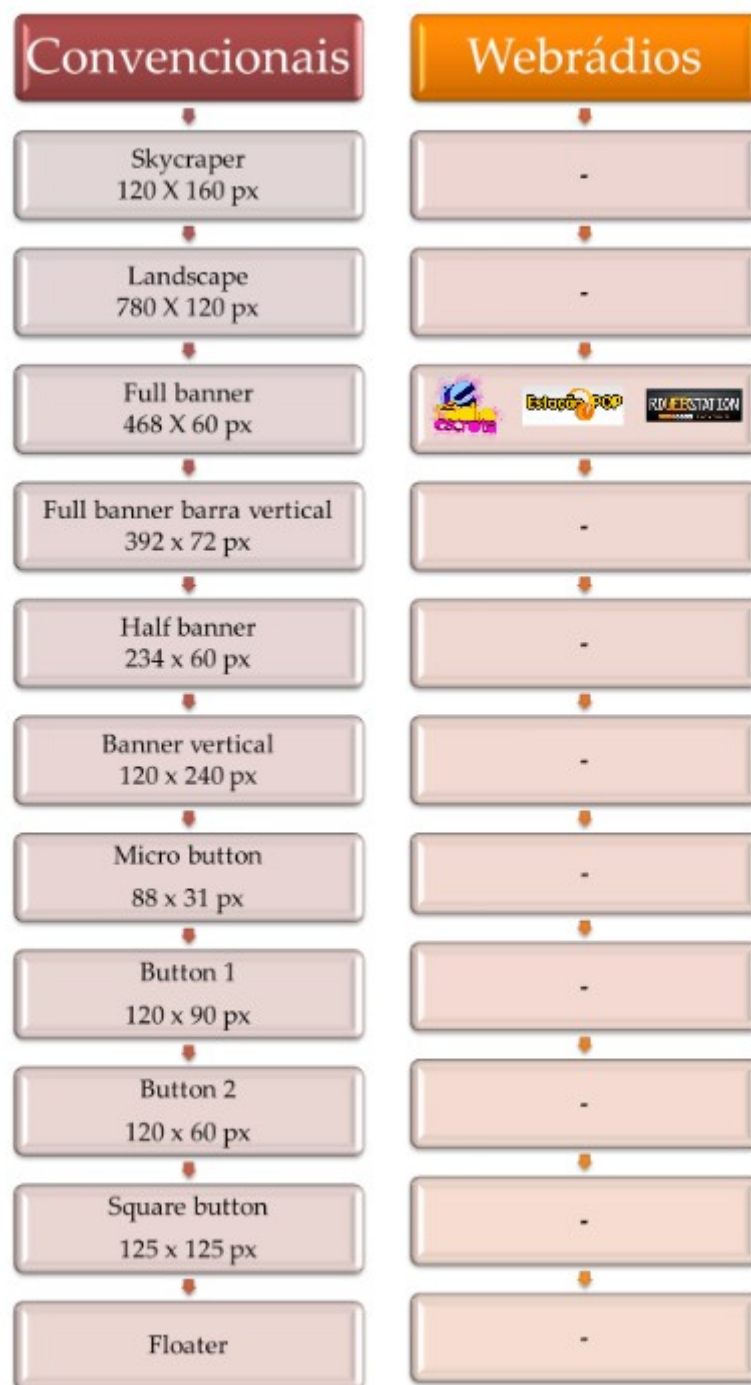 Convencionais
Webrádios
Skycraper
120 X 160 px
-
Landscape
780 X 120 px
-
Full banner
468 X 60 px
Estação POP
Full banner barra vertical
392 x 72 px
-
Half banner
234 x 60 px
-
Banner vertical
120 x 240 px
-
Micro button
88 x 31 px
-
Button 1
120 x 90 px
-
Button 2
120 x 60 px
-
Square button
125 x 125 px
-
Floater
-